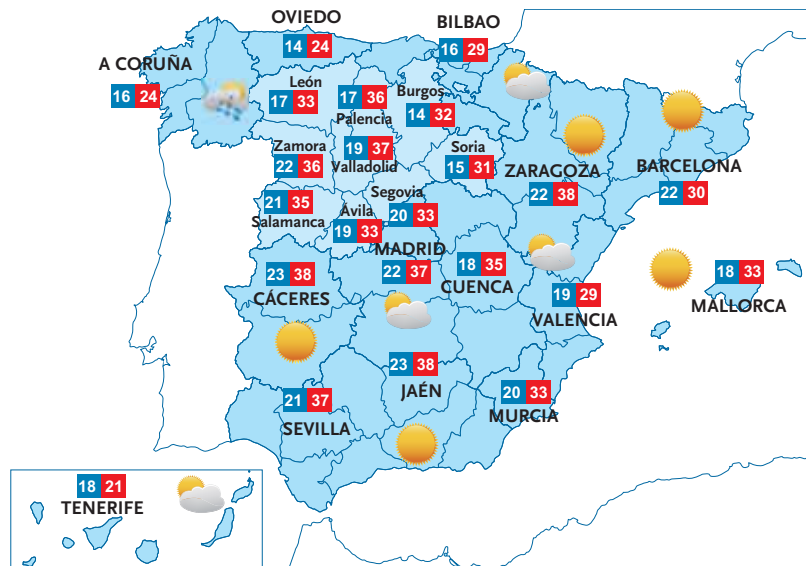 OVIEDO
14 24
BILBAO
16 29
A CORUÑA
16 24
León
17 33
17 36
Palencia
Burgos
14 32
Zamora
22 36
19 37
Valladolid
Soria
15 31
ZARAGOZA
22 38
BARCELONA
22 30
21 35
Salamanca
Ávila
19 33
Segovia
20 33
MADRID
22 37
18 35
CUENCA
23 38
CÁCERES
19 29
VALENCIA
18 33
MALLORCA
23 38
JAÉN
21 37
SEVILLA
20 33
MURCIA
18 21
TENERIFE